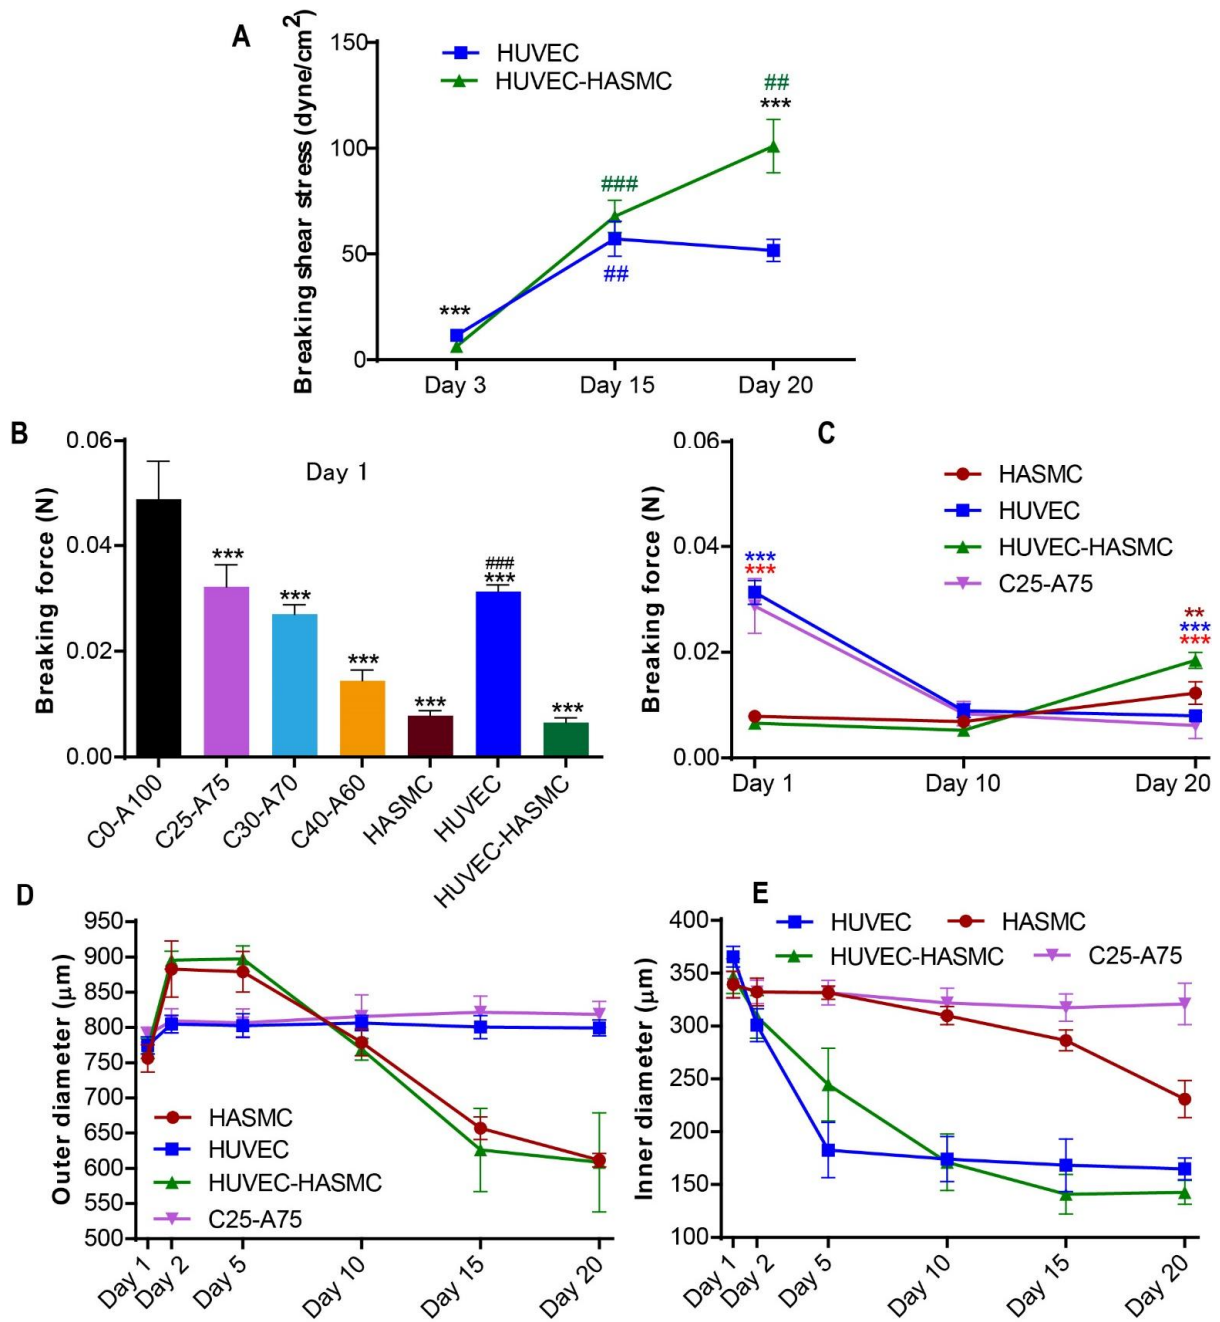 A
Breaking shear stress (dyne/cm²)
150
100
50
0
HUVEC
HUVEC-HASMC
##
***
###
##
***
Day 3 Day 15 Day 20
B
Breaking force (N)
0.06
0.04
0.02
0.00
Day 1
***
***
***
***
###
***
***
C0-A100
C25-A75
C30-A70
C40-A60
HASMC
HUVEC
HUVEC-HASMC
C
Breaking force (N)
0.06
0.04
0.02
0.00
HASMC
HUVEC
HUVEC-HASMC
C25-A75
***
***
**
***
***
Day 1 Day 10 Day 20
D
Outer diameter (μm)
950
900
850
800
750
700
650
600
550
500
HASMC
HUVEC
HUVEC-HASMC
C25-A75
Day 1
Day 2
Day 5
Day 10
Day 15
Day 20
E
Inner diameter (μm)
400
350
300
250
200
150
100
HUVEC HASMC
HUVEC-HASMC C25-A75
Day 1
Day 2
Day 5
Day 10
Day 15
Day 20